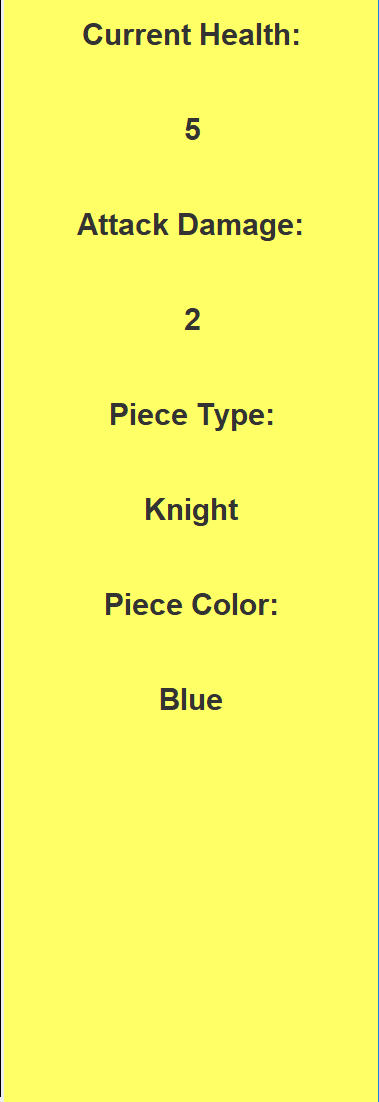 Current Health:
5
Attack Damage:
2
Piece Type:
Knight
Piece Color:
Blue